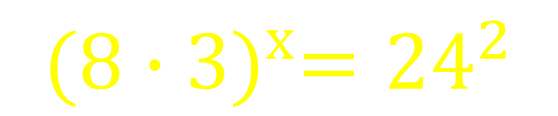 (8 · 3)ˣ= 24²